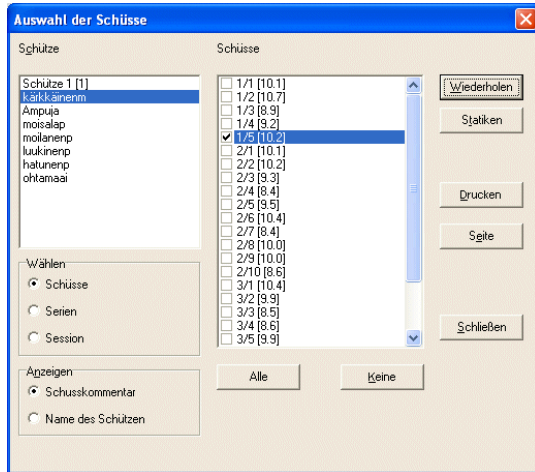 Auswahl der Schüsse
Schütze
Schütze 1 [1]
kärkkäinenm
Ampuja
moisalap
moilanenp
luukinenp
hatunenp
ohtamaai
Wählen
Schüsse
Serien
Session
Anzeigen
Schusskommentar
Name des Schützen
Schüsse
1/1 [10.1]
1/2 [10.7]
1/3 [8.9]
1/4 [9.2]
1/5 [10.2]
2/1 [10.1]
2/2 [10.2]
2/3 [9.3]
2/4 [8.4]
2/5 [9.5]
2/6 [10.4]
2/7 [8.4]
2/8 [10.0]
2/9 [10.0]
2/10 [8.6]
3/1 [10.4]
3/2 [9.9]
3/3 [8.5]
3/4 [8.6]
3/5 [9.9]
Alle
Keine
Wiederholen
Statiken
Drucken
Seite
Schließen